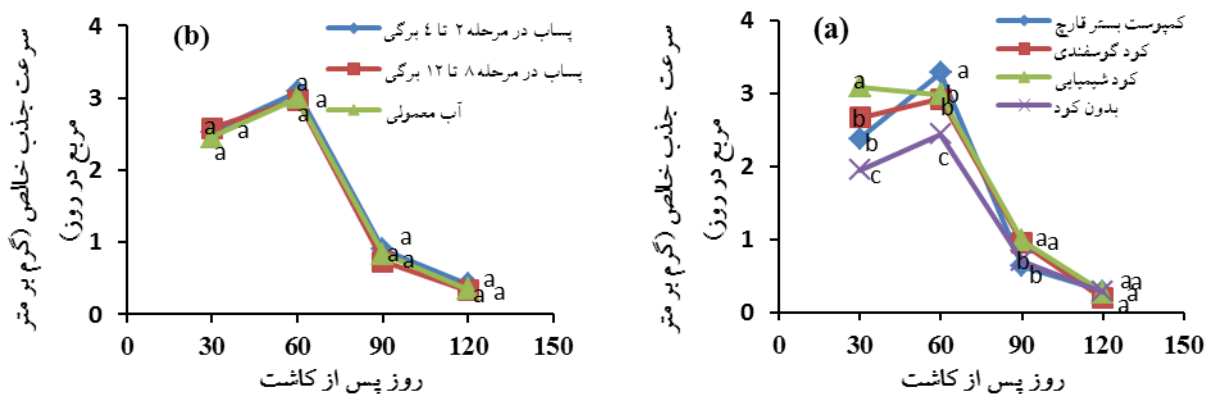 (b)
پساب در مرحله ۲ تا ٤ برگی
پساب در مرحله ۸ تا ۱۲ برگی
آب معمولی
سرعت جذب خالص (گرم بر متر
مربع در روز)
4
3
2
1
0
a
a
a
a
a
a
a
a
a
a
a
a
0
30
60
90
120
150
روز پس از کاشت
(a)
کمپوست بستر قارچ
کود گوسفندی
کود شیمیایی
بدون کود
سرعت جذب خالص (گرم بر متر
مربع در روز)
4
3
2
1
0
a
b
b
c
a
b
b
c
a
a
b
b
a
a
a
a
0
30
60
90
120
150
روز پس از کاشت